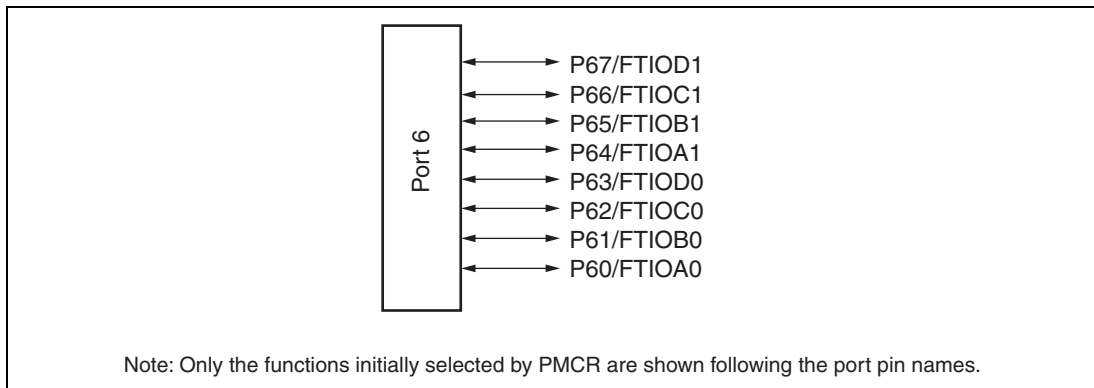 Port 6
P67/FTIOD1
P66/FTIOC1
P65/FTIOB1
P64/FTIOA1
P63/FTIOD0
P62/FTIOC0
P61/FTIOB0
P60/FTIOA0
Note: Only the functions initially selected by PMCR are shown following the port pin names.